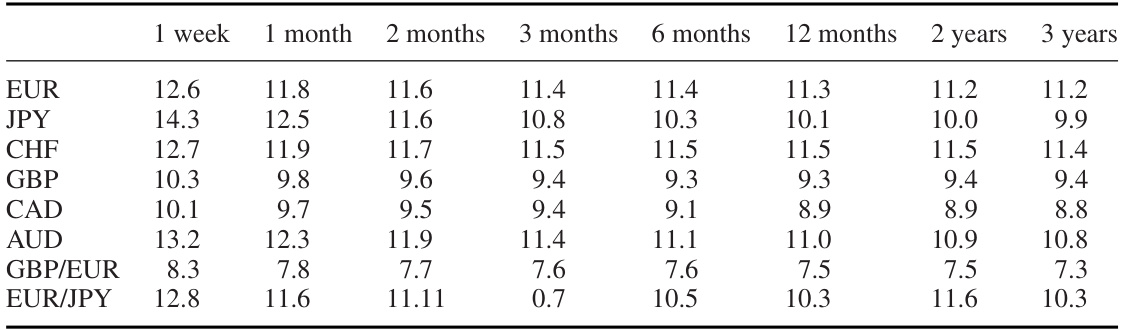 1 week 1 month 2 months 3 months 6 months 12 months 2 years 3 years
EUR 12.6 11.8 11.6 11.4 11.4 11.3 11.2 11.2
JPY 14.3 12.5 11.6 10.8 10.3 10.1 10.0 9.9
CHF 12.7 11.9 11.7 11.5 11.5 11.5 11.5 11.4
GBP 10.3 9.8 9.6 9.4 9.3 9.3 9.4 9.4
CAD 10.1 9.7 9.5 9.4 9.1 8.9 8.9 8.8
AUD 13.2 12.3 11.9 11.4 11.1 11.0 10.9 10.8
GBP/EUR 8.3 7.8 7.7 7.6 7.6 7.5 7.5 7.3
EUR/JPY 12.8 11.6 11.11 0.7 10.5 10.3 11.6 10.3